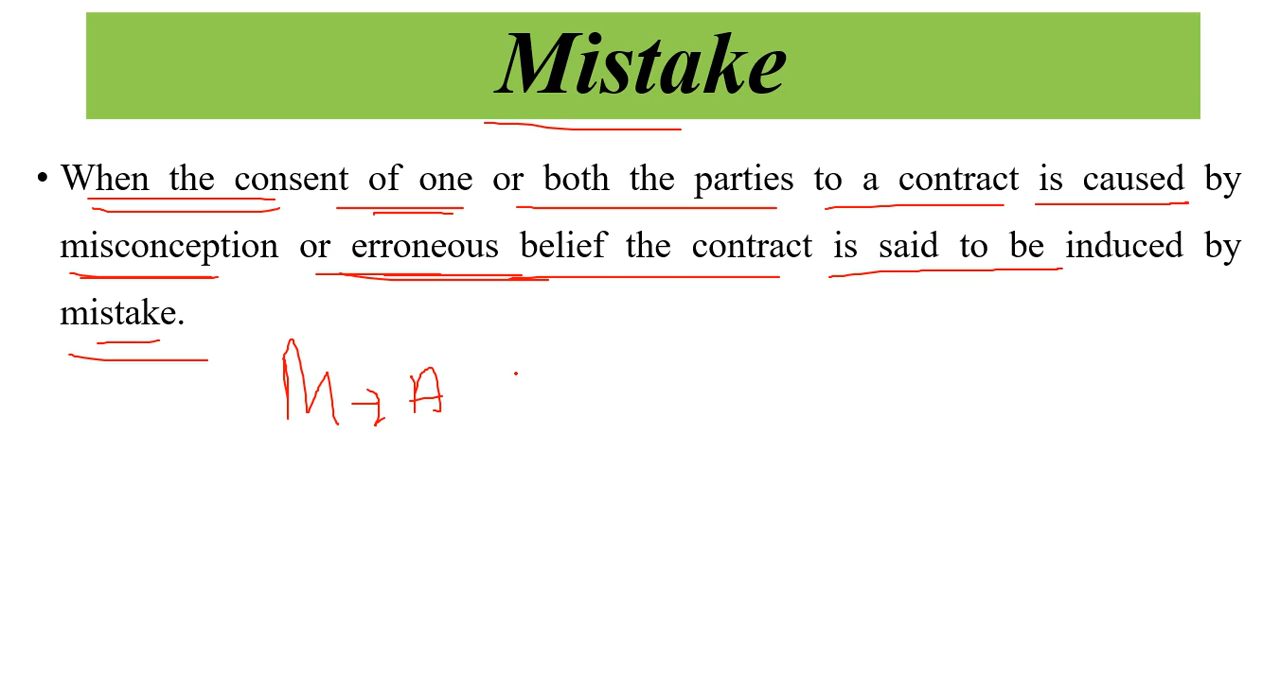 Mistake
• When the consent of one or both the parties to a contract is caused by
misconception or erroneous belief the contract is said to be induced by
mistake.
M → A